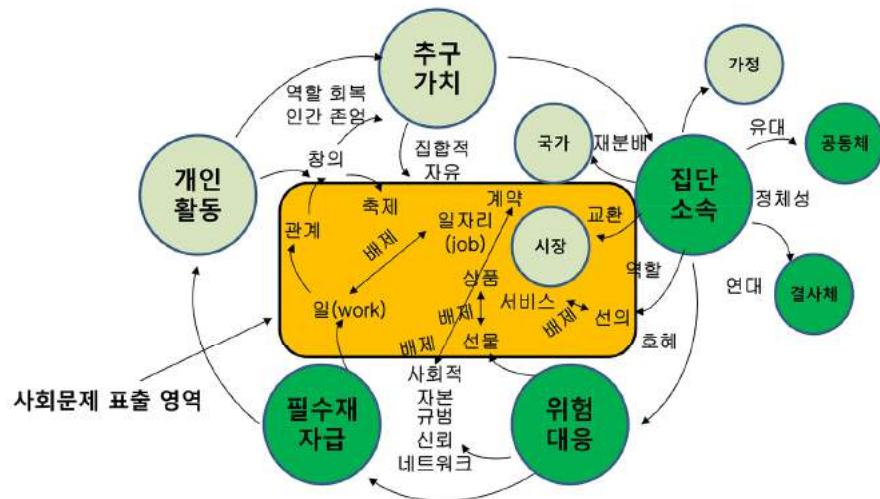 추구
가치
가정
역할 회복
인간 존엄
국가
재분배
유대
공동체
창의
집합적
자유
개인
활동
집단
소속
정체성
축제
계약
교환
관계
배제
일자리
(job)
시장
역할
상품
연대
결사체
일(work)
배제
서비스
배제
선의
배제
선물
호혜
사회적
자본
규범
신뢰
네트워크
사회문제 표출 영역
필수재
자급
위험
대응